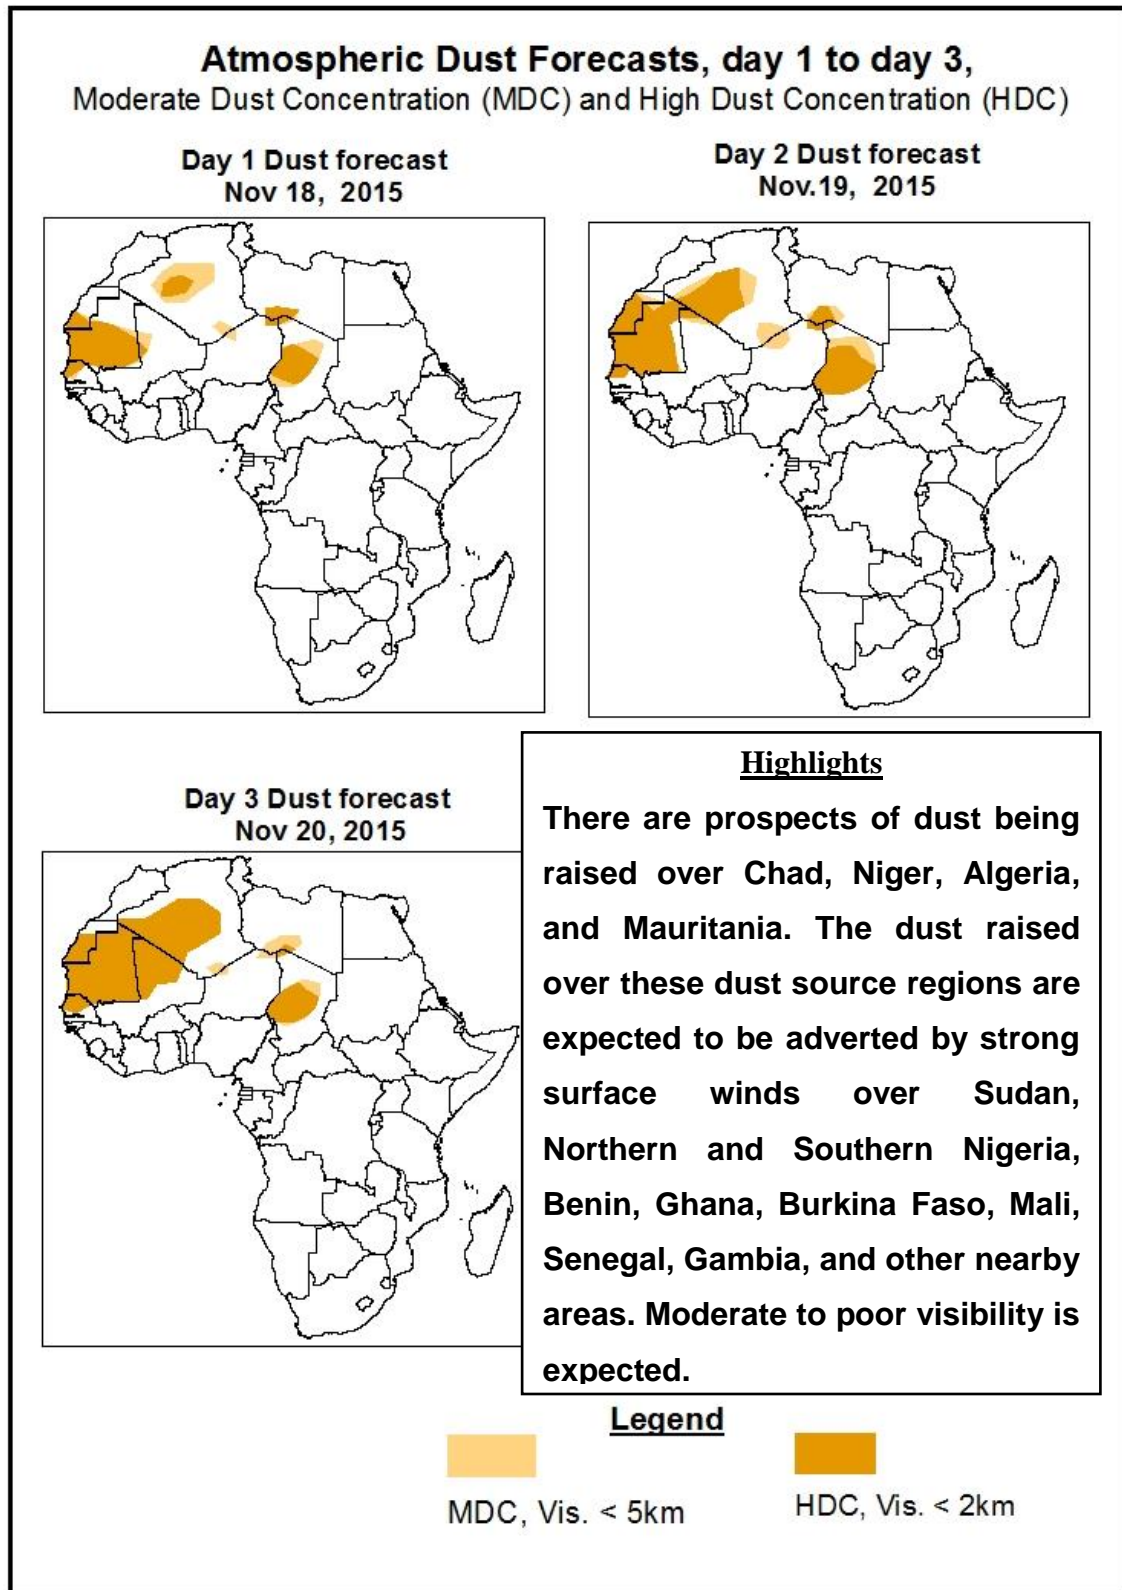 Atmospheric Dust Forecasts, day 1 to day 3,
Moderate Dust Concentration (MDC) and High Dust Concentration (HDC)
Day 1 Dust forecast
Nov 18, 2015
Day 2 Dust forecast
Nov.19, 2015
Day 3 Dust forecast
Nov 20, 2015
Highlights
There are prospects of dust being
raised over Chad, Niger, Algeria,
and Mauritania. The dust raised
over these dust source regions are
expected to be adverted by strong
surface winds over Sudan,
Northern and Southern Nigeria,
Benin, Ghana, Burkina Faso, Mali,
Senegal, Gambia, and other nearby
areas. Moderate to poor visibility is
expected.
Legend
MDC, Vis. < 5km
HDC, Vis. < 2km